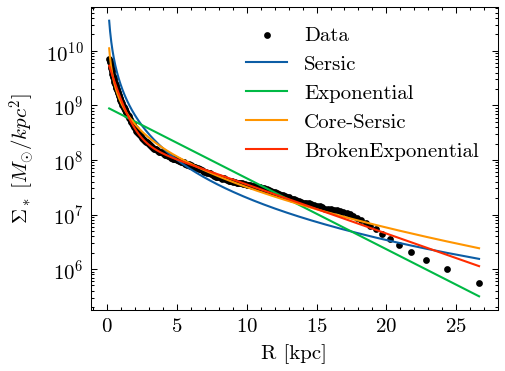 Data
Sersic
Exponential
Core-Sersic
BrokenExponential
10^10
10^9
10^8
10^7
10^6
Σ_* [M_⊙/kpc^2]
0 5 10 15 20 25
R [kpc]